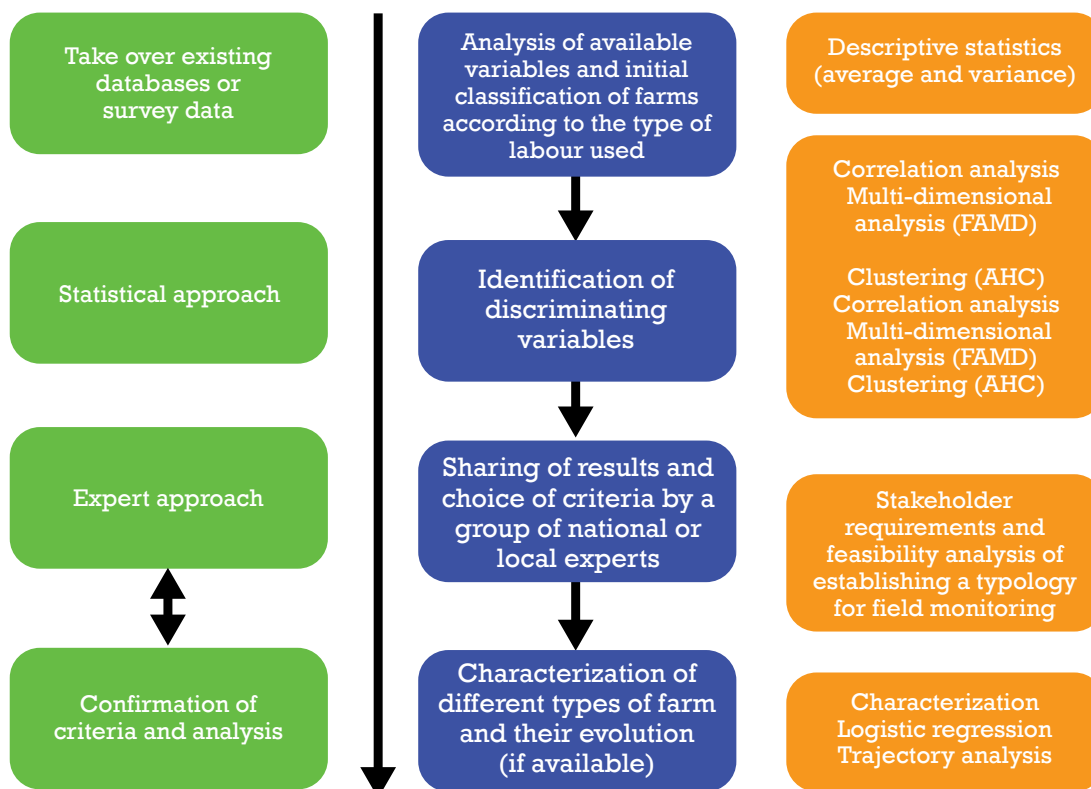 Take over existing
databases or
survey data
Analysis of available
variables and initial
classification of farms
according to the type of
labour used
Descriptive statistics
(average and variance)
Statistical approach
Identification of
discriminating
variables
Correlation analysis
Multi-dimensional
analysis (FAMD)
Clustering (AHC)
Correlation analysis
Multi-dimensional
analysis (FAMD)
Clustering (AHC)
Expert approach
Sharing of results and
choice of criteria by a
group of national or
local experts
Stakeholder
requirements and
feasibility analysis of
establishing a typology
for field monitoring
Confirmation of
criteria and analysis
Characterization of
different types of farm
and their evolution
(if available)
Characterization
Logistic regression
Trajectory analysis